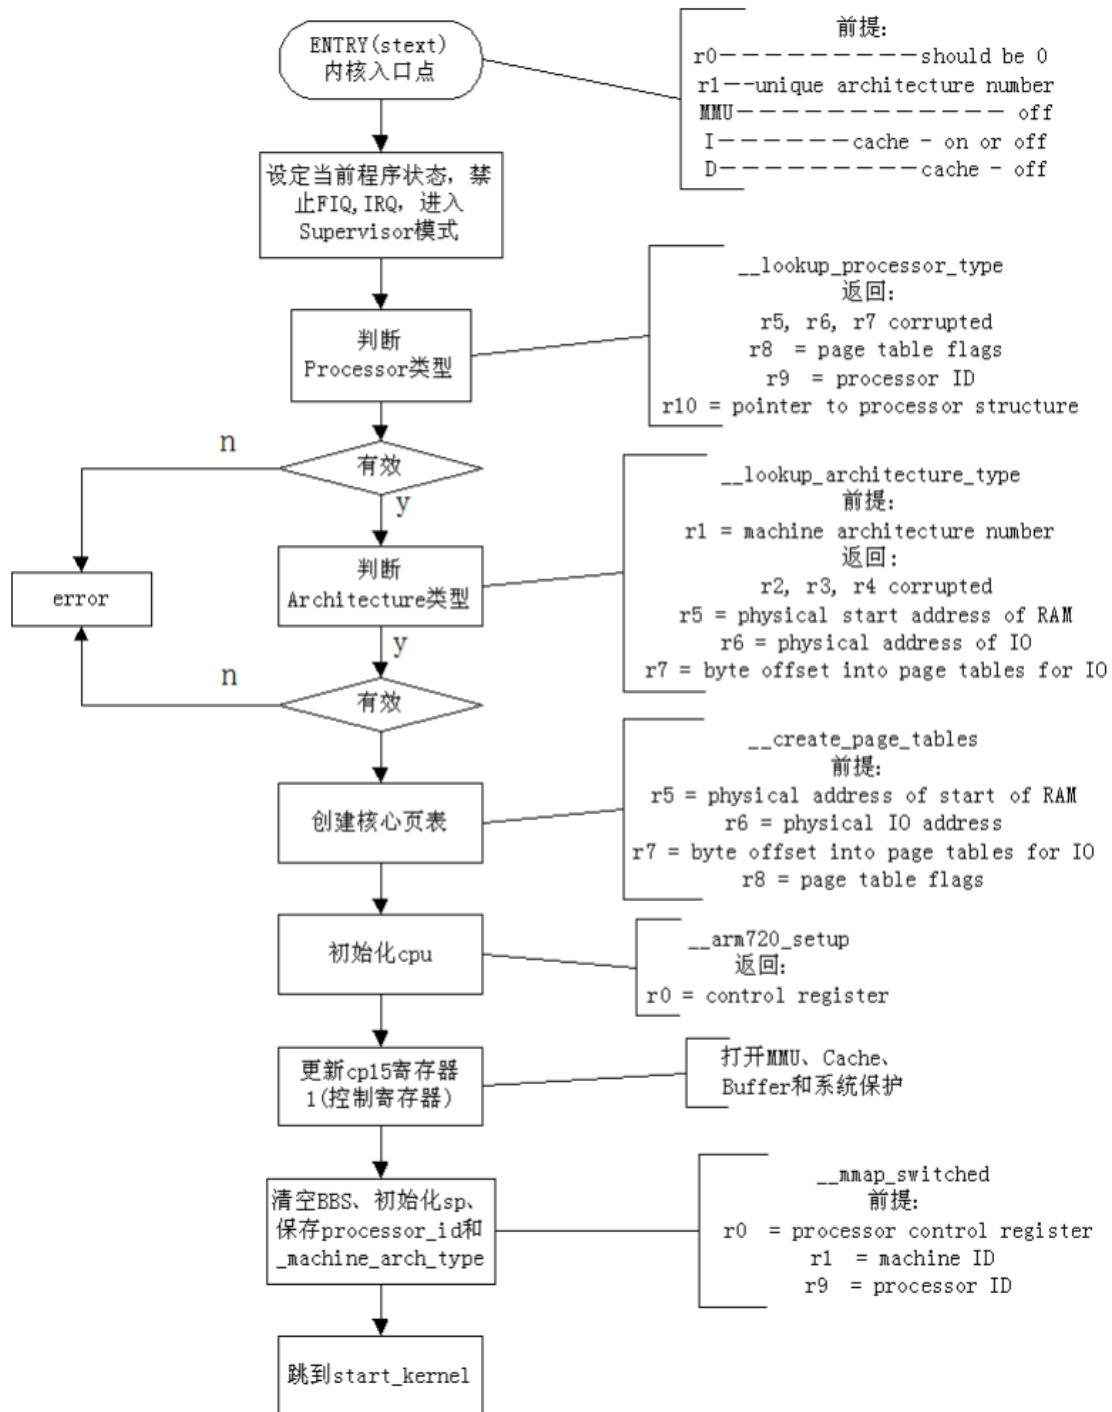 ENTRY(stext)
内核入口点
前提:
r0—————————should be 0
r1——unique architecture number
MMU————————————— off
I———————cache - on or off
D—————————cache - off
设定当前程序状态，禁
止FIQ,IRQ，进入
Supervisor模式
__lookup_processor_type
返回:
r5, r6, r7 corrupted
r8 = page table flags
r9 = processor ID
r10 = pointer to processor structure
判断
Processor类型
n
有效
y
__lookup_architecture_type
前提:
r1 = machine architecture number
返回:
r2, r3, r4 corrupted
r5 = physical start address of RAM
r6 = physical address of IO
r7 = byte offset into page tables for IO
判断
Architecture类型
error
y
n
有效
__create_page_tables
前提:
r5 = physical address of start of RAM
r6 = physical IO address
r7 = byte offset into page tables for IO
r8 = page table flags
创建核心页表
初始化cpu
__arm720_setup
返回:
r0 = control register
更新cp15寄存器
1(控制寄存器)
打开MMU、Cache、
Buffer和系统保护
清空BBS、初始化sp、
保存processor_id和
_machine_arch_type
__mmap_switched
前提:
r0 = processor control register
r1 = machine ID
r9 = processor ID
跳到start_kernel